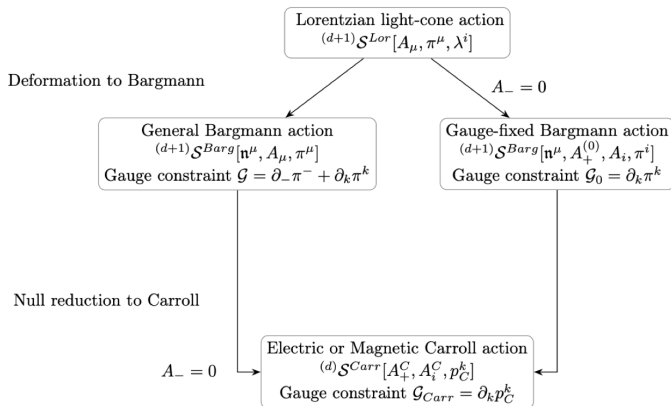 Lorentzian light-cone action
$^{(d+1)}\mathcal{S}^{Lor}[A_\mu, \pi^\mu, \lambda^i]$
Deformation to Bargmann
$A_- = 0$
General Bargmann action
$^{(d+1)}\mathcal{S}^{Barg}[\mathfrak{n}^\mu, A_\mu, \pi^\mu]$
Gauge constraint $\mathcal{G} = \partial_- \pi^- + \partial_k \pi^k$
Gauge-fixed Bargmann action
$^{(d+1)}\mathcal{S}^{Barg}[\mathfrak{n}^\mu, A_+^{(0)}, A_i, \pi^i]$
Gauge constraint $\mathcal{G}_0 = \partial_k \pi^k$
Null reduction to Carroll
$A_- = 0$
Electric or Magnetic Carroll action
$^{(d)}\mathcal{S}^{Carr}[A_+^C, A_i^C, p_C^k]$
Gauge constraint $\mathcal{G}_{Carr} = \partial_k p_C^k$